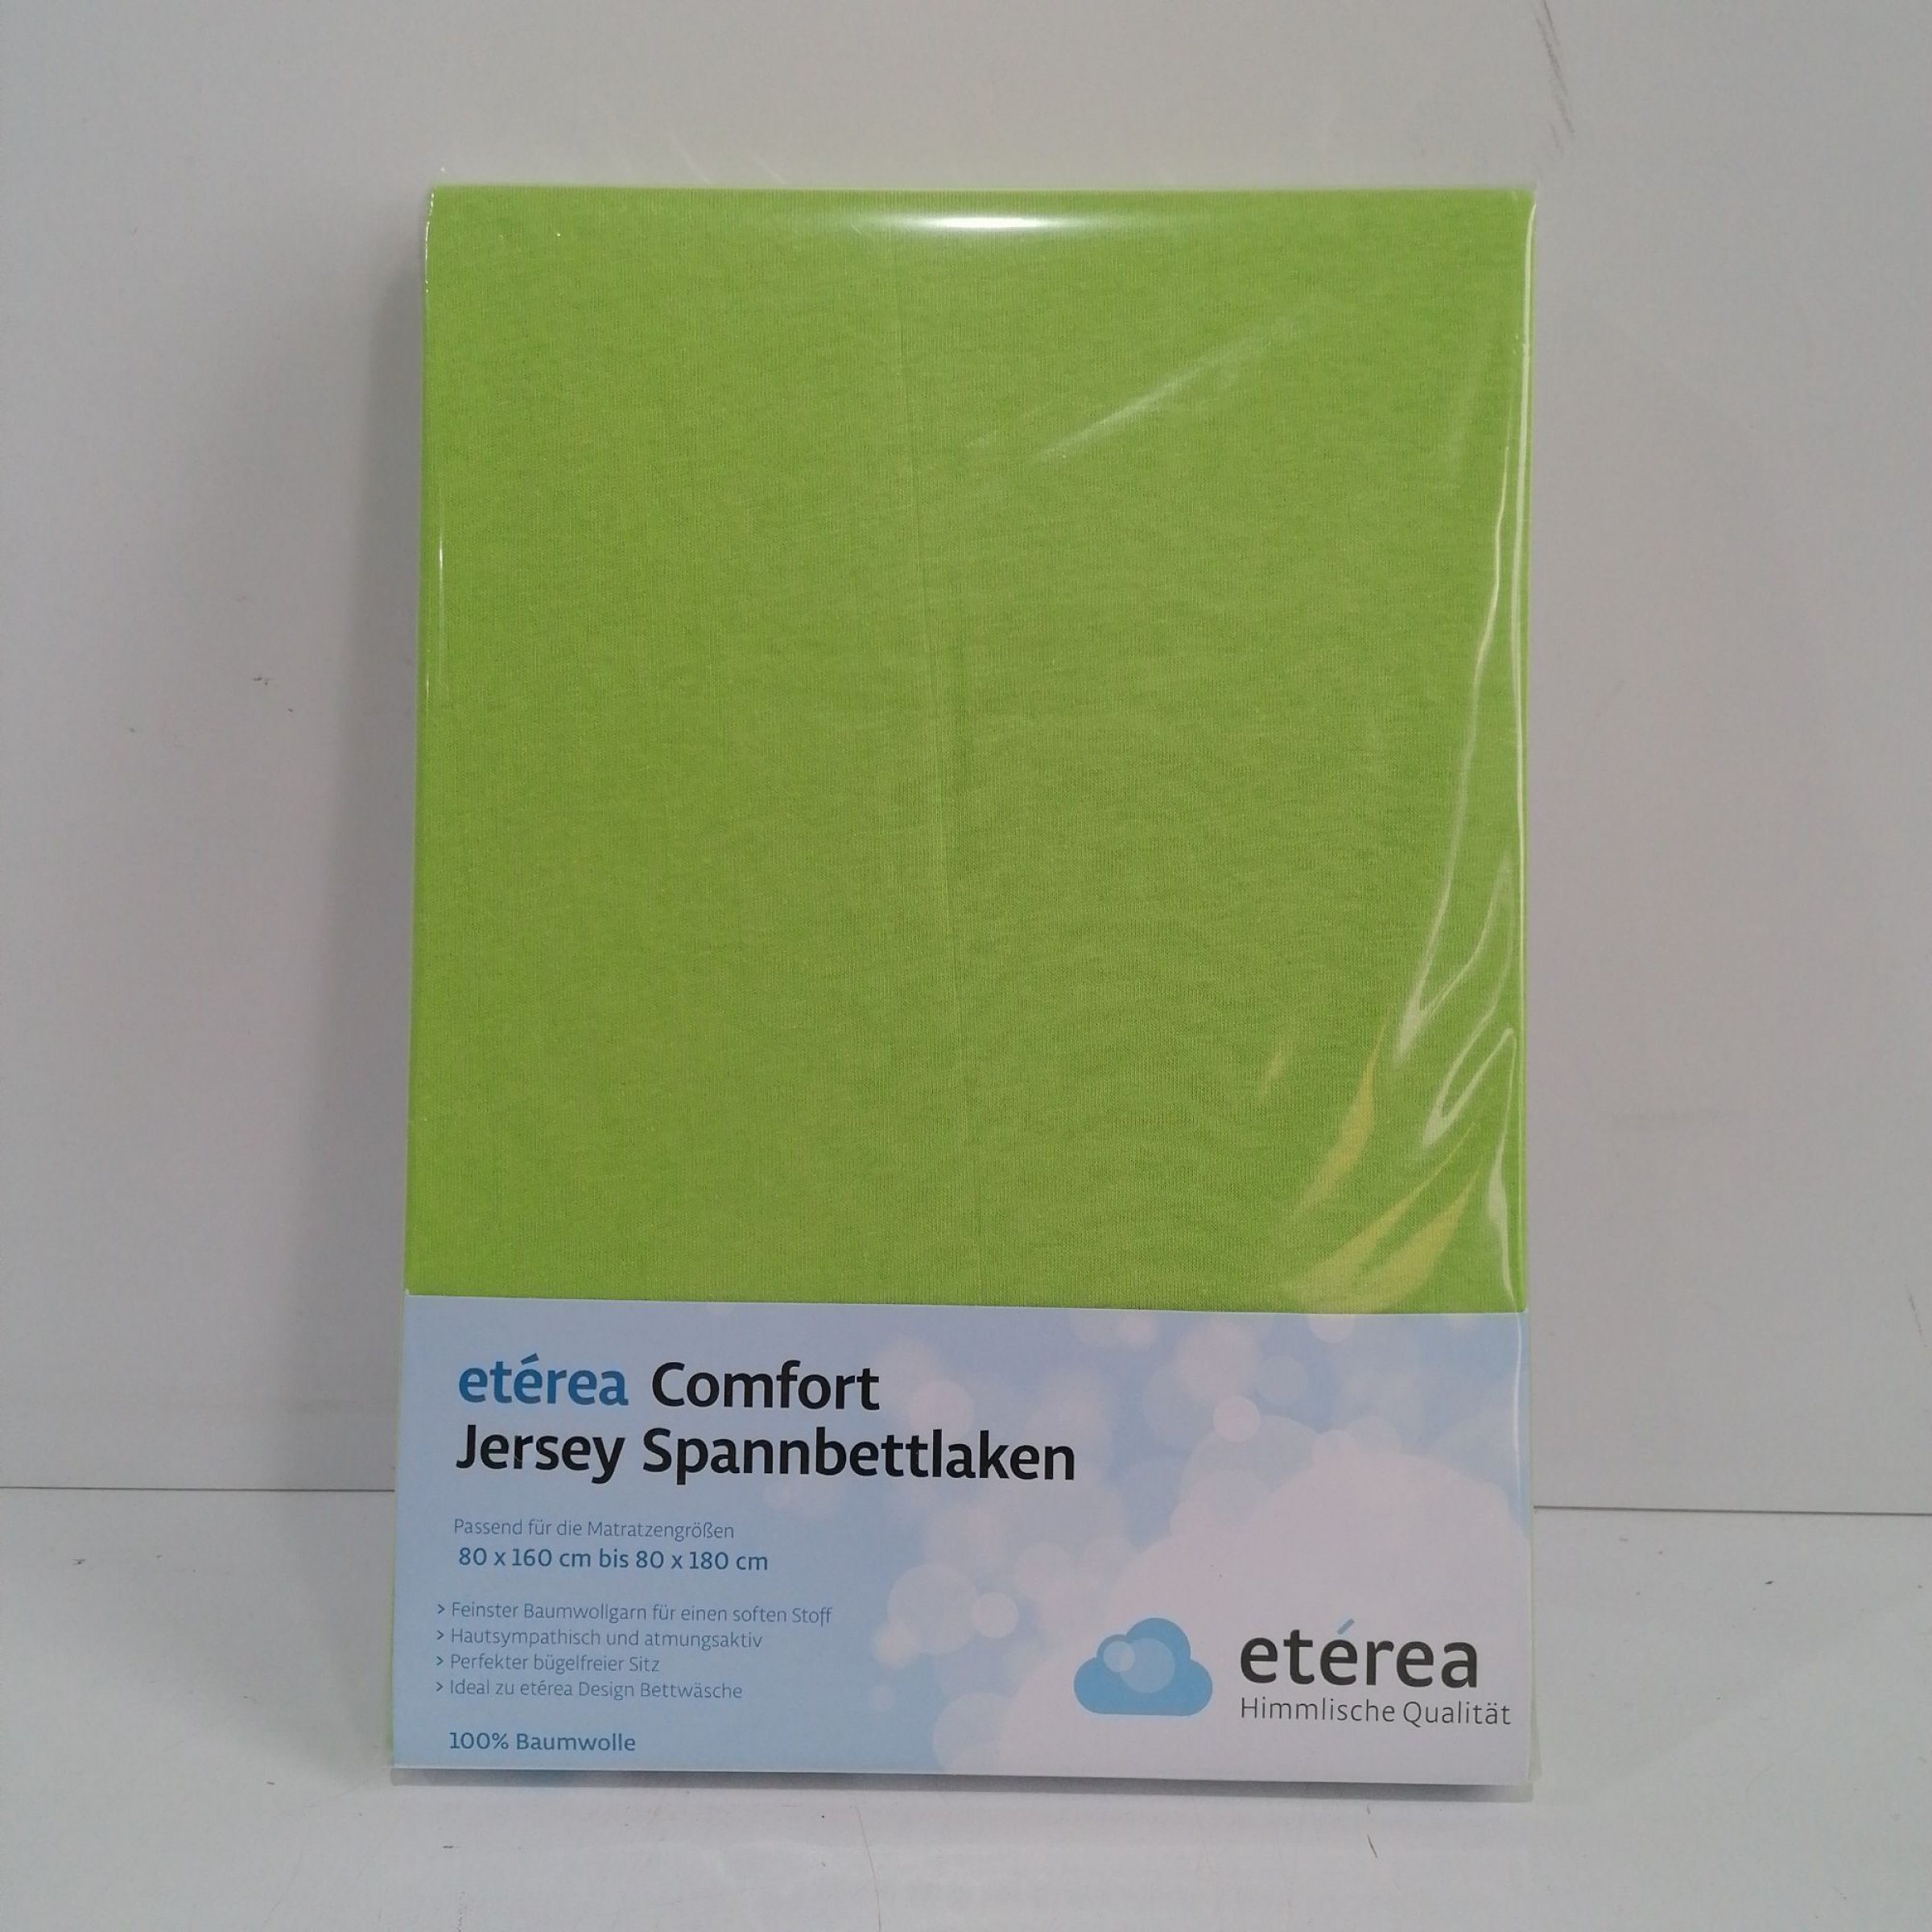 etérea Comfort
Jersey Spannbettlaken
Passend für die Matratzengrößen
80 x 160 cm bis 80 x 180 cm
> Feinster Baumwollgarn für einen soften Stoff
> Hautsympathisch und atmungsaktiv
> Perfekter bügelfreier Sitz
> Ideal zu etérea Design Bettwäsche
100% Baumwolle
etérea
Himmlische Qualität